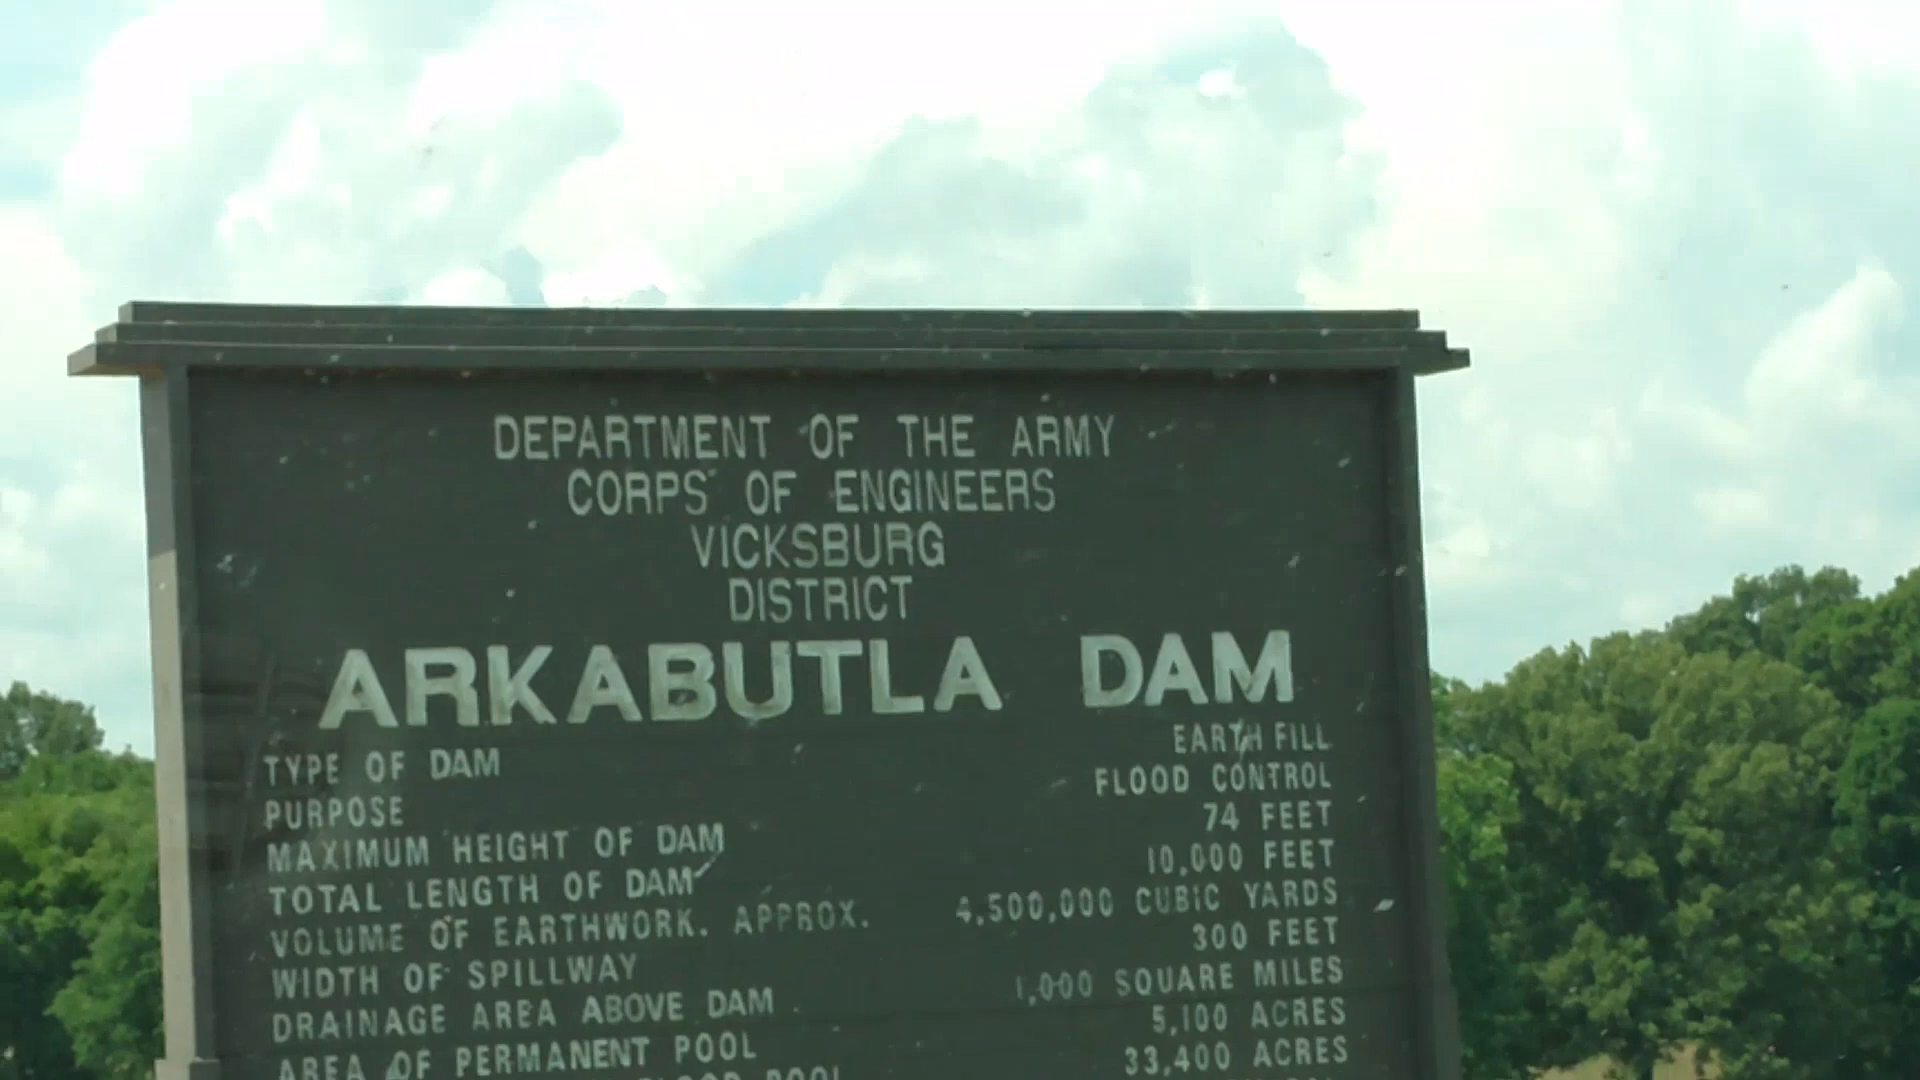 DEPARTMENT OF THE ARMY
CORPS OF ENGINEERS
VICKSBURG
DISTRICT
ARKABUTLA DAM
TYPE OF DAM EARTH FILL
PURPOSE FLOOD CONTROL
MAXIMUM HEIGHT OF DAM 74 FEET
TOTAL LENGTH OF DAM 10,000 FEET
VOLUME OF EARTHWORK. APPROX. 4,500,000 CUBIC YARDS
WIDTH OF SPILLWAY 300 FEET
DRAINAGE AREA ABOVE DAM 1,000 SQUARE MILES
AREA OF PERMANENT POOL 5,100 ACRES
FLOOD POOL 33,400 ACRES